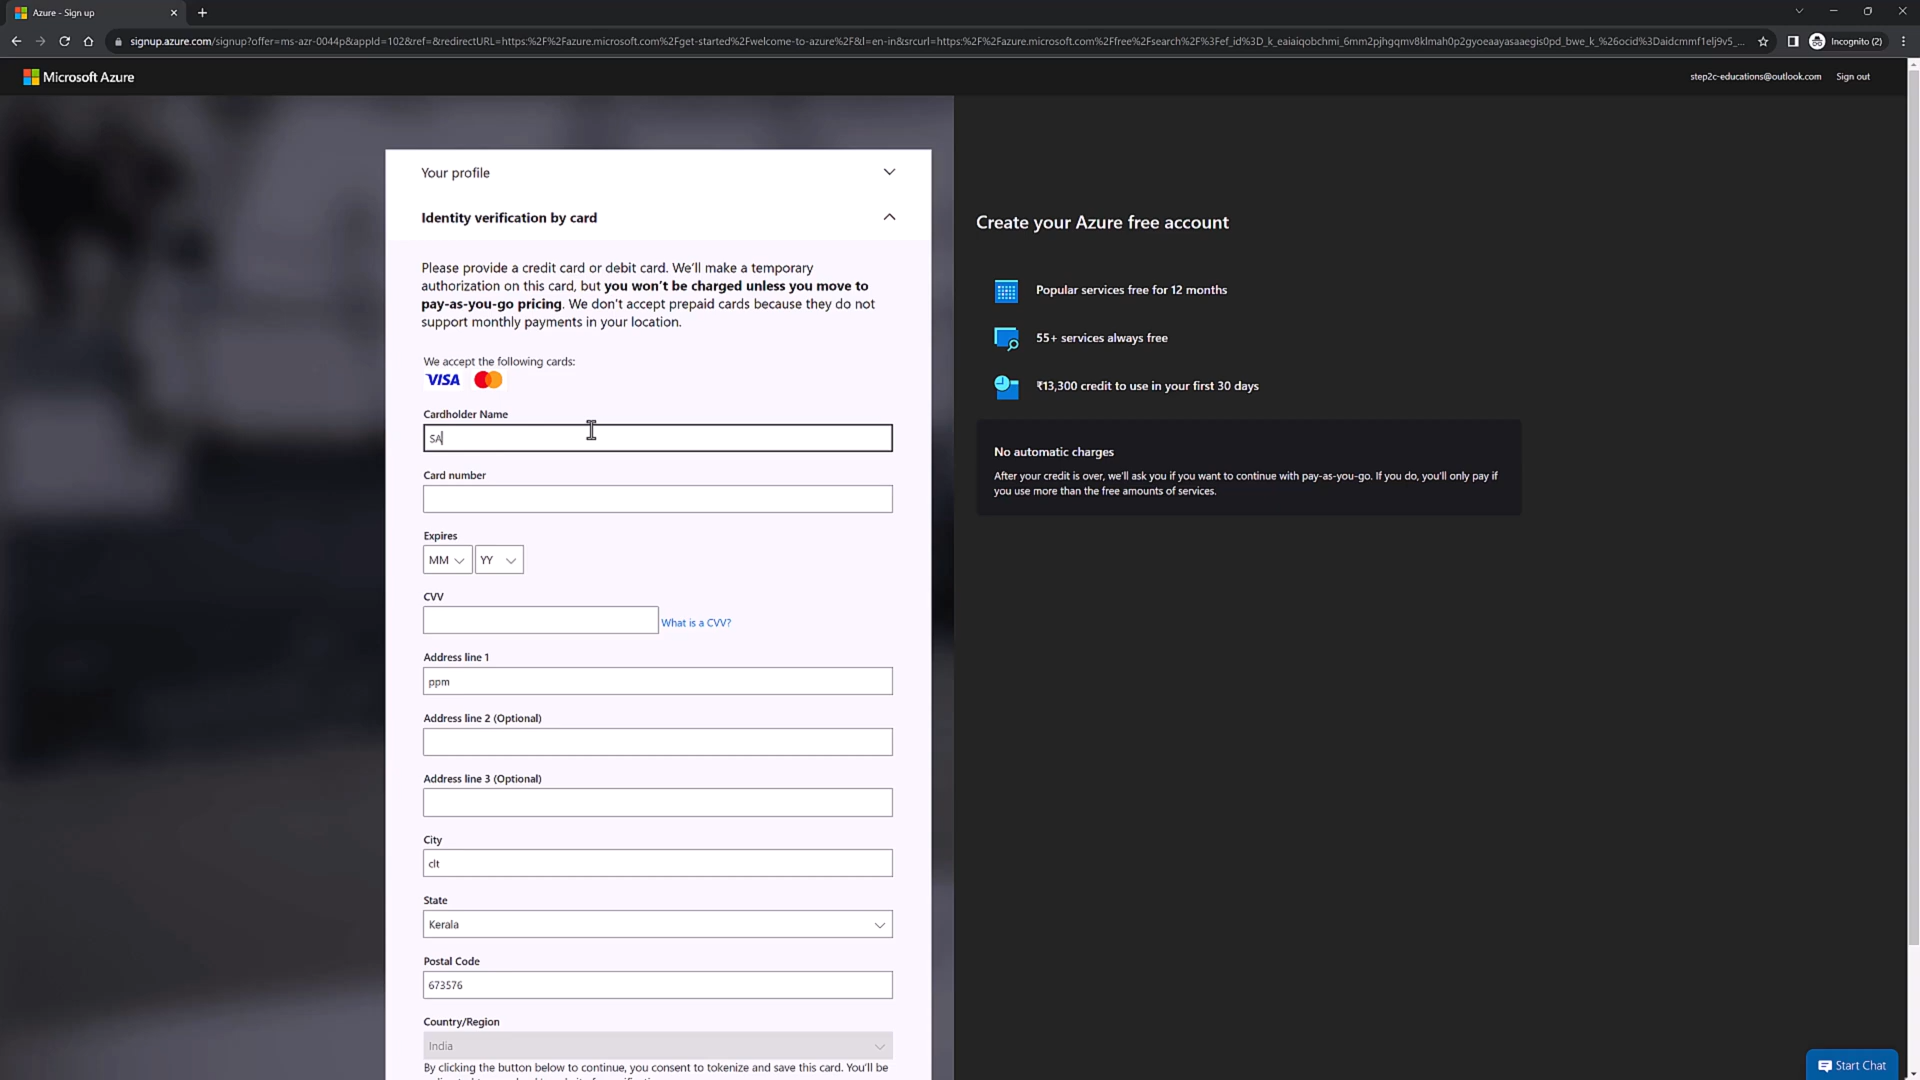 Azure - Sign up
Incognito (2)
Microsoft Azure
step2c-educations@outlook.com Sign out
Your profile
Identity verification by card
Please provide a credit card or debit card. We'll make a temporary
authorization on this card, but you won't be charged unless you move to
pay-as-you-go pricing. We don't accept prepaid cards because they do not
support monthly payments in your location.
We accept the following cards:
VISA
Cardholder Name
SA
Card number
Expires
MM YY
CVV
What is a CVV?
Address line 1
ppm
Address line 2 (Optional)
Address line 3 (Optional)
City
clt
State
Kerala
Postal Code
673576
Country/Region
India
By clicking the button below to continue, you consent to tokenize and save this card. You'll be
Create your Azure free account
Popular services free for 12 months
55+ services always free
₹13,300 credit to use in your first 30 days
No automatic charges
After your credit is over, we'll ask you if you want to continue with pay-as-you-go. If you do, you'll only pay if
you use more than the free amounts of services.
Start Chat